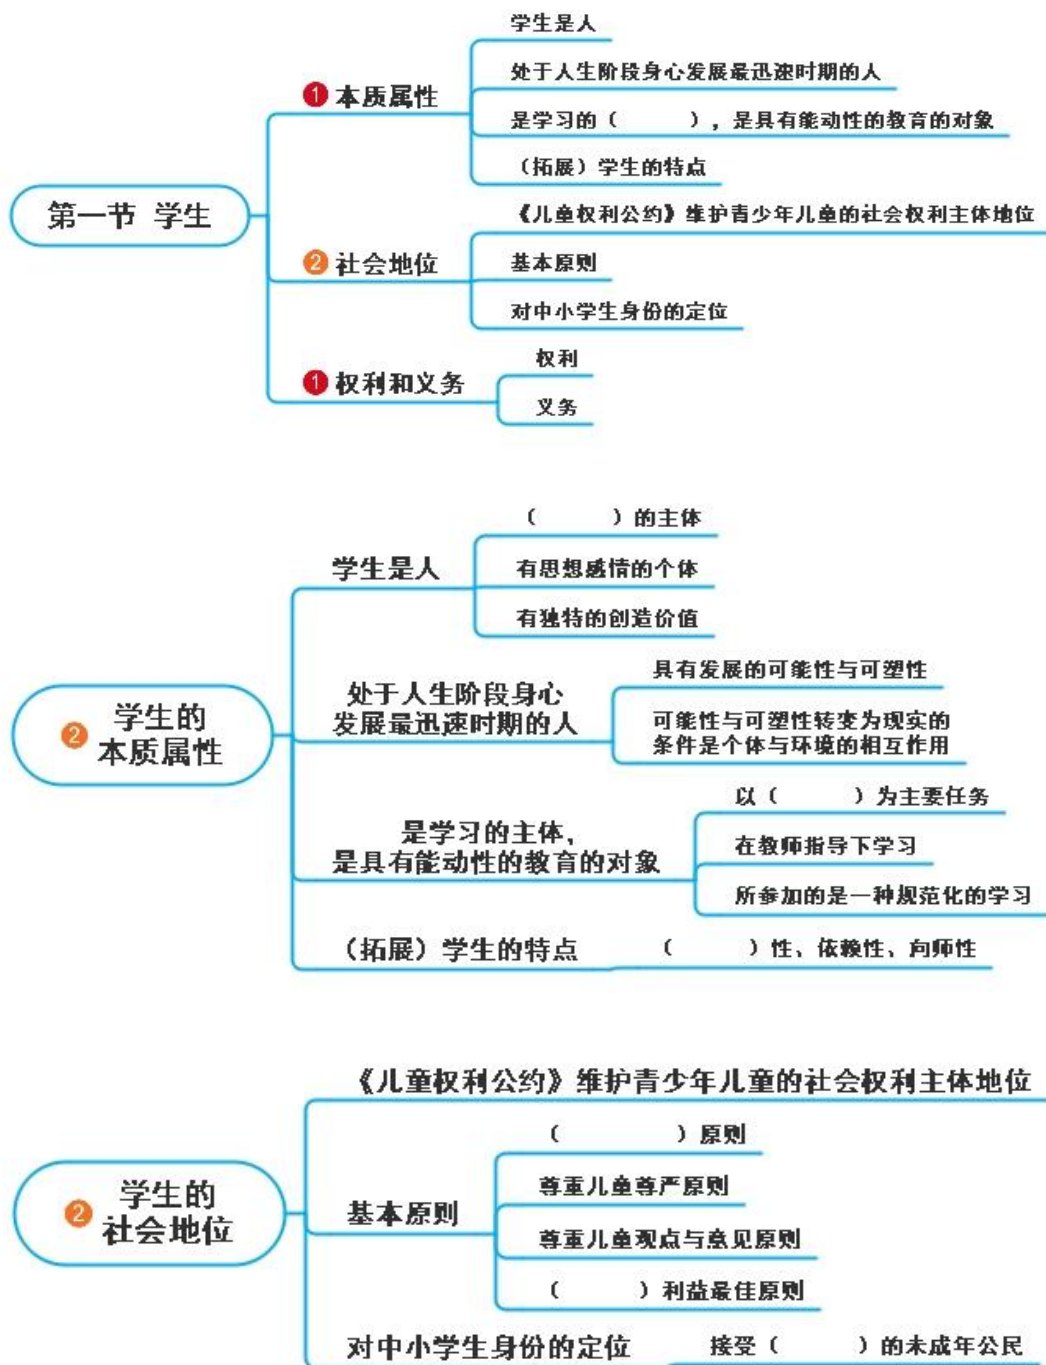 第一节 学生
① 本质属性
学生是人
处于人生阶段身心发展最迅速时期的人
是学习的（　　　），是具有能动性的教育的对象
（拓展）学生的特点
② 社会地位
《儿童权利公约》维护青少年儿童的社会权利主体地位
基本原则
对中小学生身份的定位
① 权利和义务
权利
义务
② 学生的
本质属性
学生是人
（　　　）的主体
有思想感情的个体
有独特的创造价值
处于人生阶段身心
发展最迅速时期的人
具有发展的可能性与可塑性
可能性与可塑性转变为现实的
条件是个体与环境的相互作用
是学习的主体，
是具有能动性的教育的对象
以（　　　）为主要任务
在教师指导下学习
所参加的是一种规范化的学习
（拓展）学生的特点
（　　　）性、依赖性、向师性
② 学生的
社会地位
《儿童权利公约》维护青少年儿童的社会权利主体地位
基本原则
（　　　　）原则
尊重儿童尊严原则
尊重儿童观点与意见原则
（　　　）利益最佳原则
对中小学生身份的定位
接受（　　　）的未成年公民